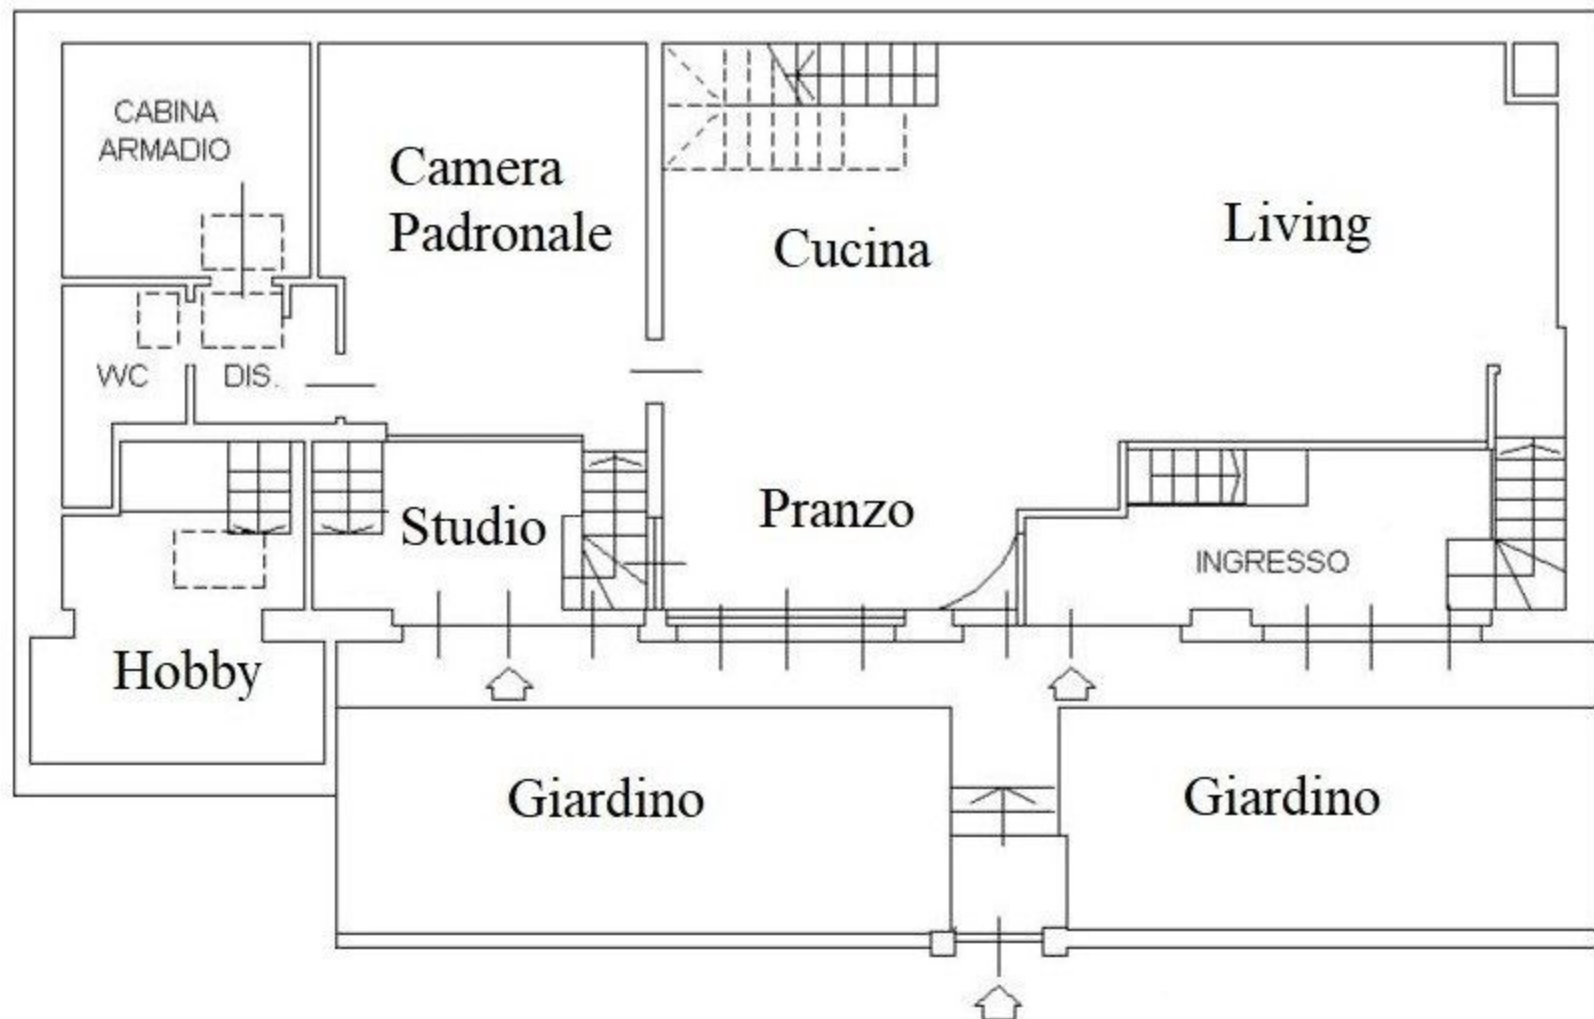 CABINA
ARMADIO
Camera
Padronale
Cucina
Living
WC
DIS.
Studio
Pranzo
INGRESSO
Hobby
Giardino
Giardino